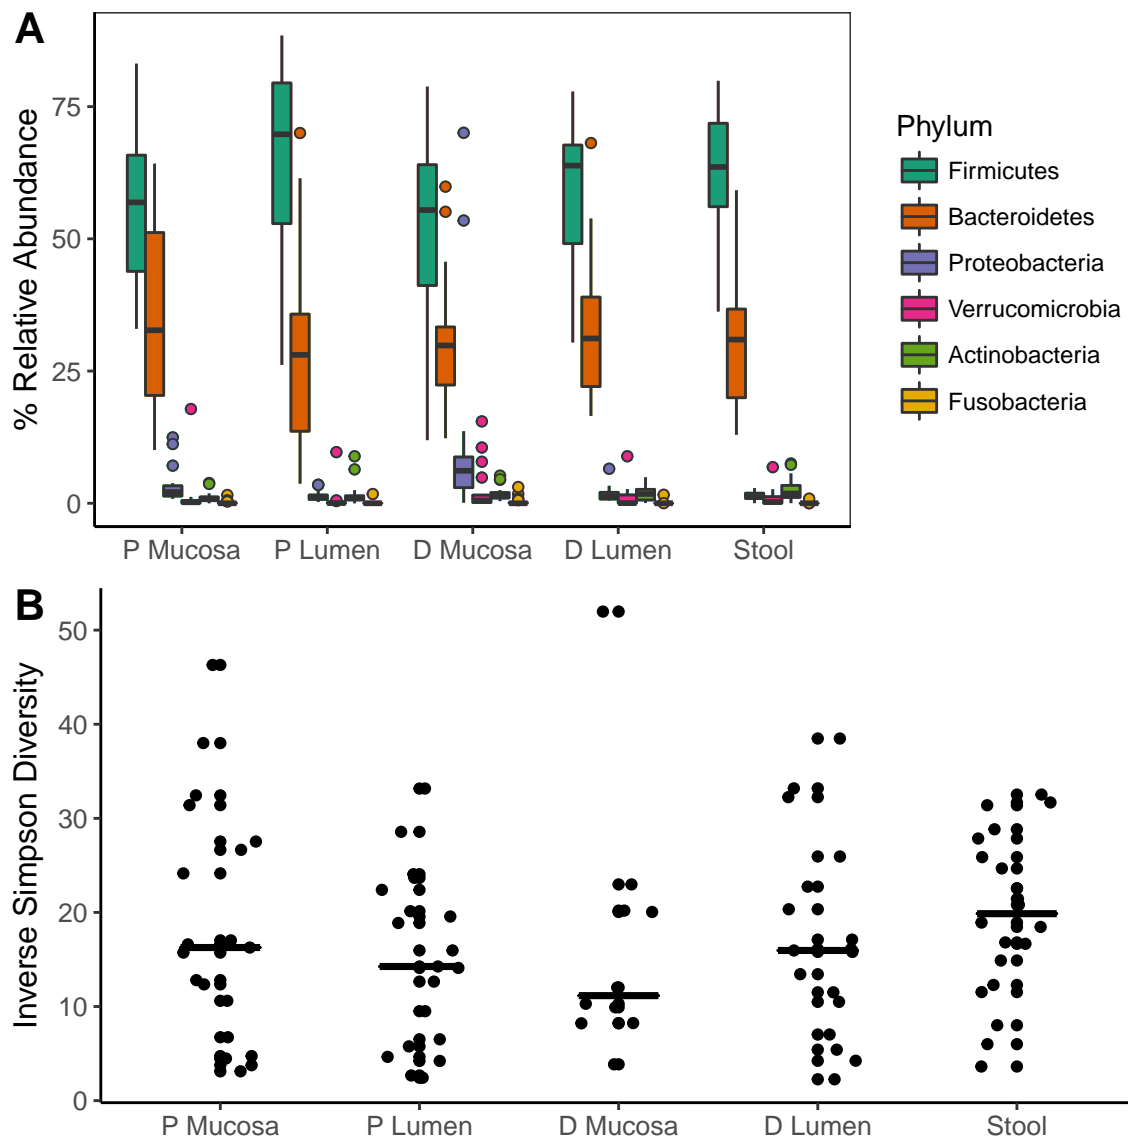 A
% Relative Abundance
75
50
25
0
P Mucosa P Lumen D Mucosa D Lumen Stool
Phylum
Firmicutes
Bacteroidetes
Proteobacteria
Verrucomicrobia
Actinobacteria
Fusobacteria
B
Inverse Simpson Diversity
50
40
30
20
10
0
P Mucosa P Lumen D Mucosa D Lumen Stool